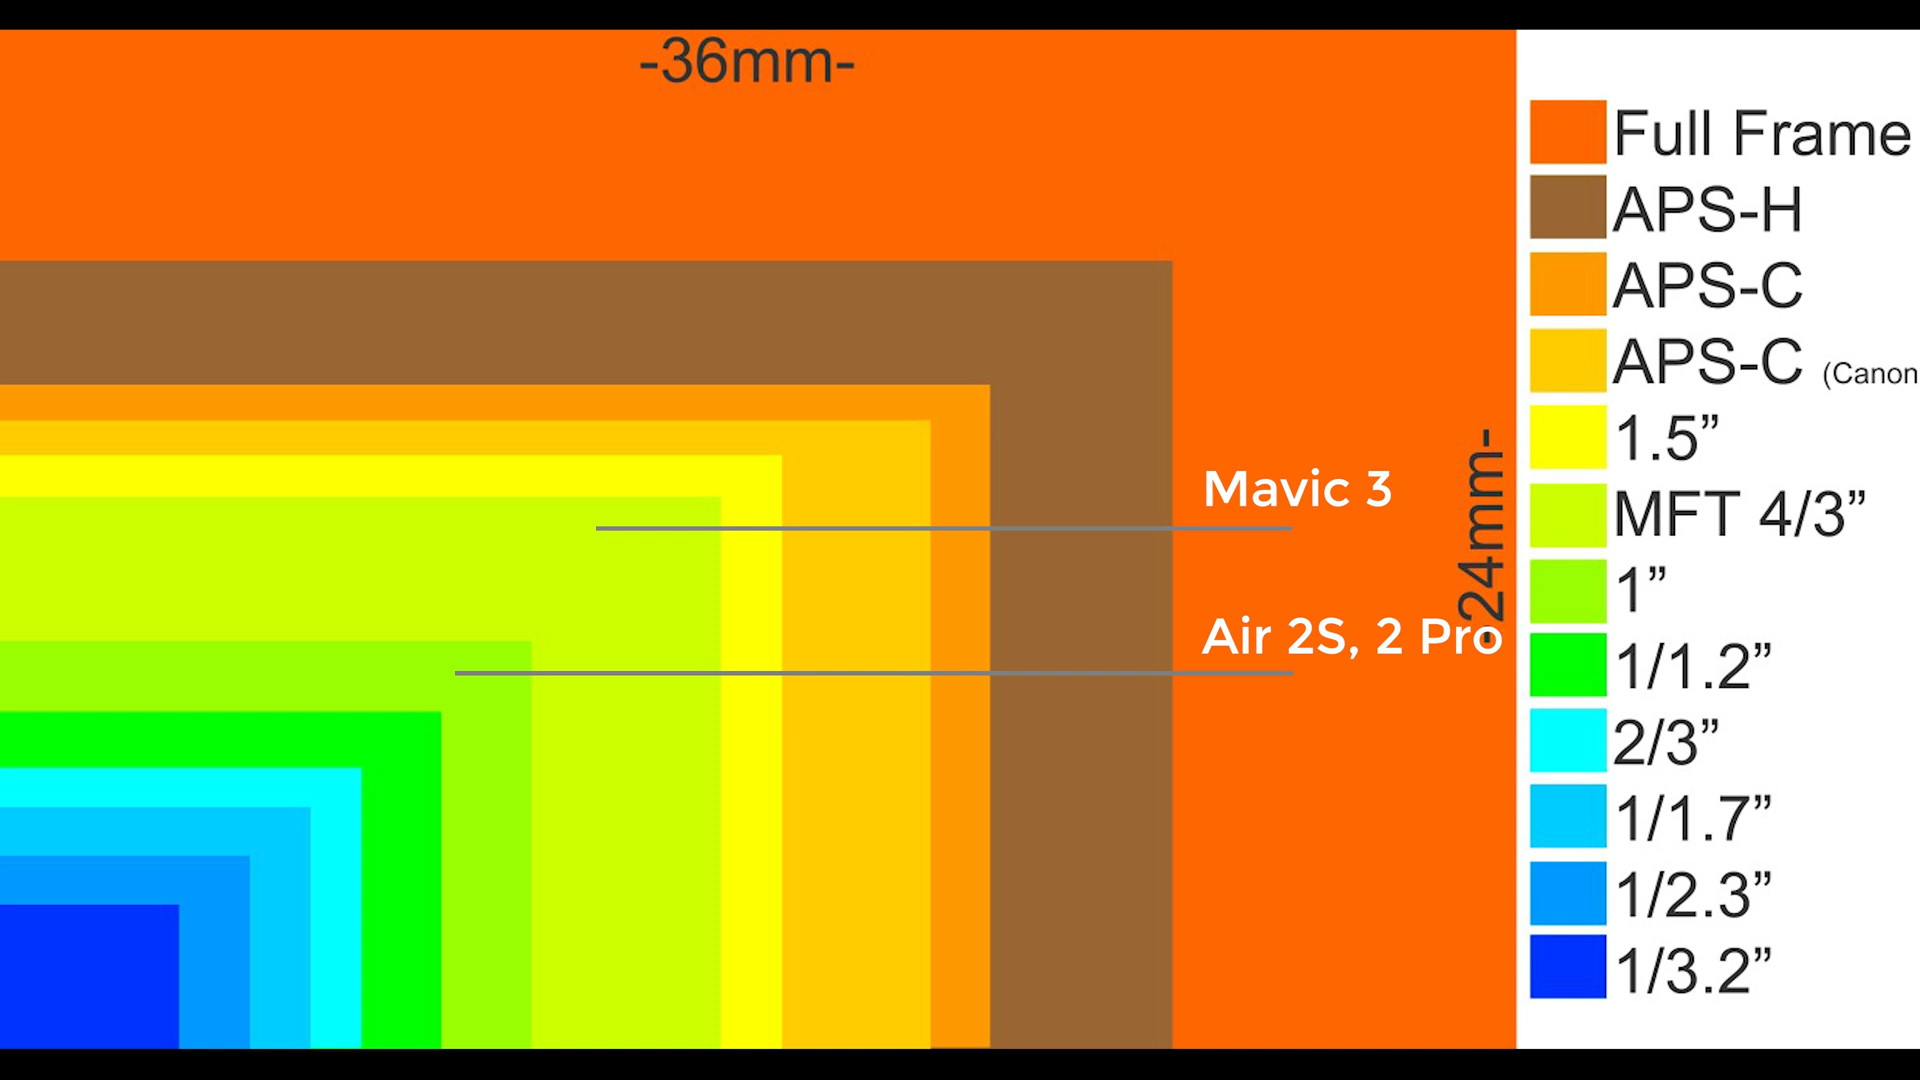 -36mm-
Full Frame
APS-H
APS-C
APS-C (Canon
1.5”
Mavic 3
-24mm-
MFT 4/3”
1”
Air 2S, 2 Pro
1/1.2”
2/3”
1/1.7”
1/2.3”
1/3.2”